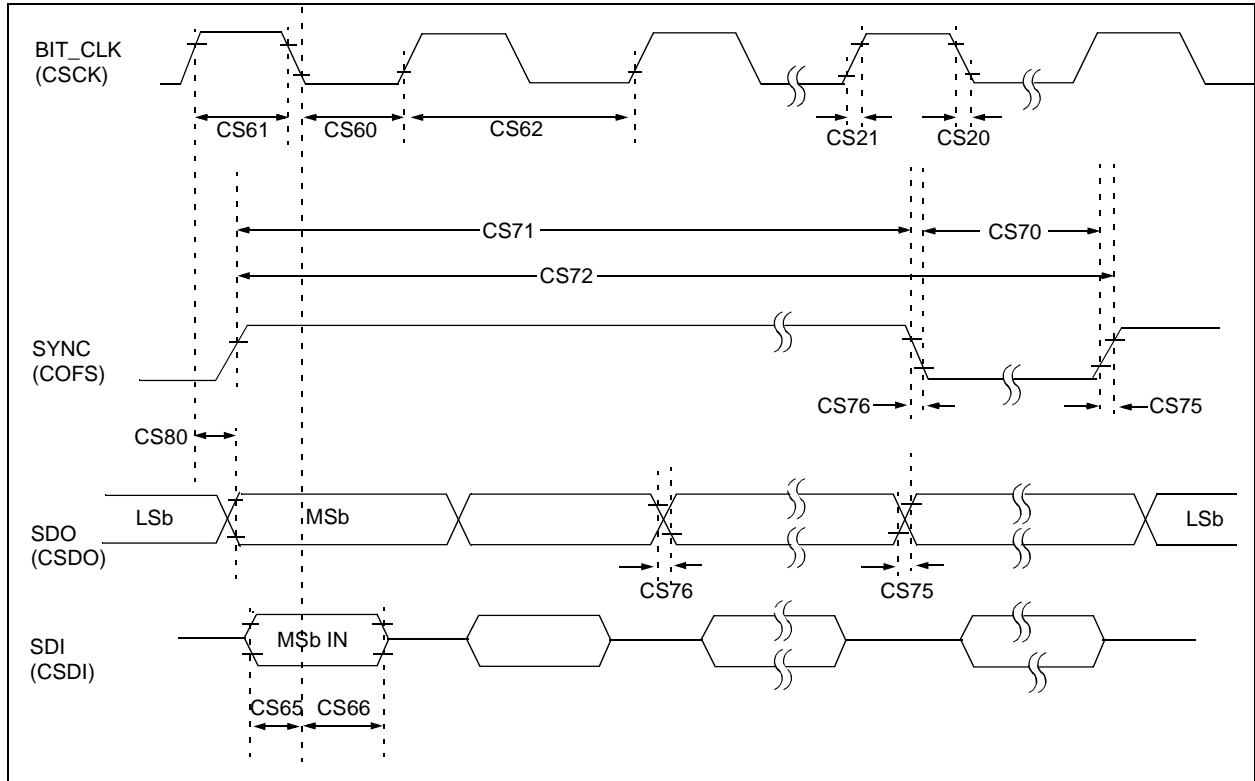 BIT_CLK
(CSCK)
CS61
CS60
CS62
CS21
CS20
CS71
CS70
CS72
SYNC
(COFS)
CS76
CS75
CS80
LSb
MSb
LSb
SDO
(CSDO)
CS76
CS75
MSb IN
SDI
(CSDI)
CS65
CS66